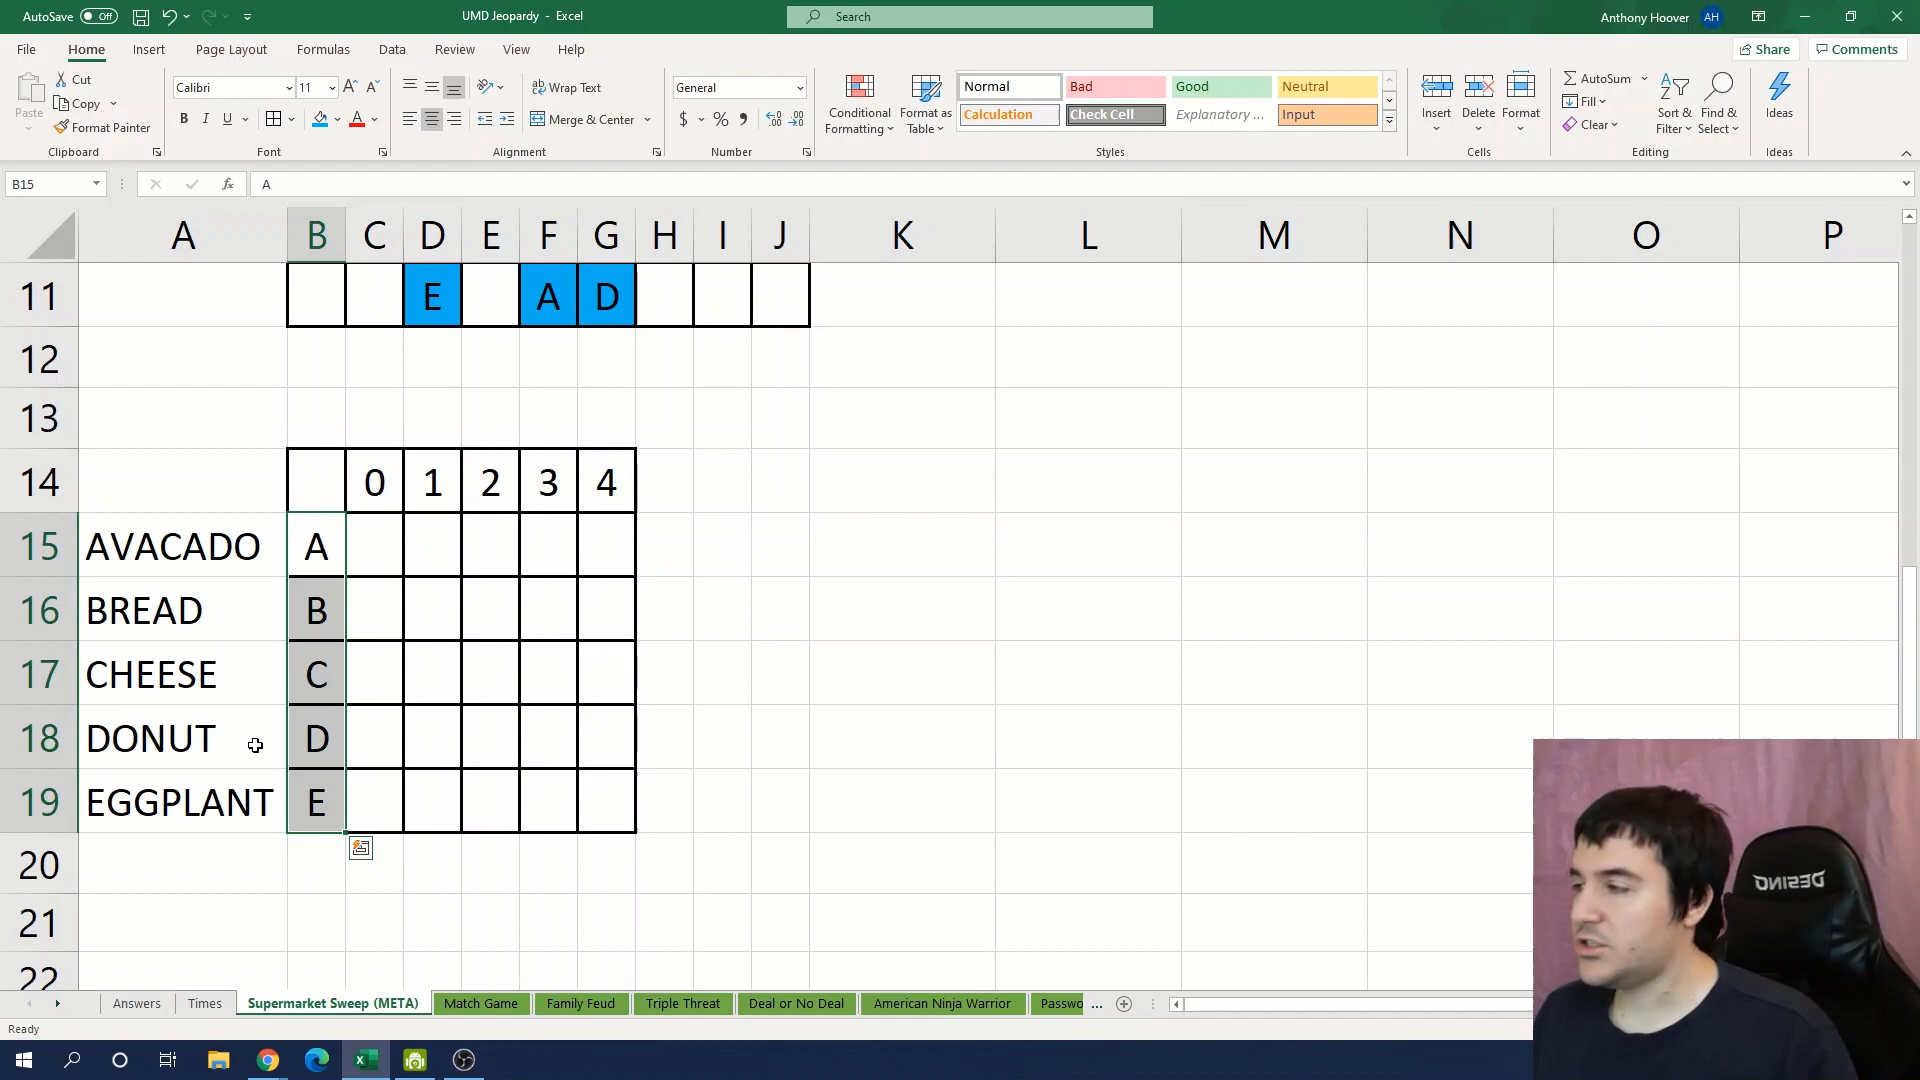 AutoSave Off
UMD Jeopardy - Excel
Search
Anthony Hoover AH
File Home Insert Page Layout Formulas Data Review View Help
Share Comments
Paste
Cut
Copy
Format Painter
Clipboard
Calibri 11
B I U
Font
Wrap Text
Merge & Center
Alignment
General
$ % 9
Number
Conditional Formatting
Format as Table
Normal Bad Good Neutral
Calculation Check Cell Explanatory ... Input
Styles
Insert Delete Format
Cells
AutoSum
Fill
Clear
Sort & Filter
Find & Select
Editing
Ideas
Ideas
B15 fx A
A B C D E F G H I J K L M N O P
11 E A D
12
13
14 0 1 2 3 4
15 AVACADO A
16 BREAD B
17 CHEESE C
18 DONUT D
19 EGGPLANT E
20
21
22
Answers Times Supermarket Sweep (META) Match Game Family Feud Triple Threat Deal or No Deal American Ninja Warrior Passwo ...
Ready
DESINO